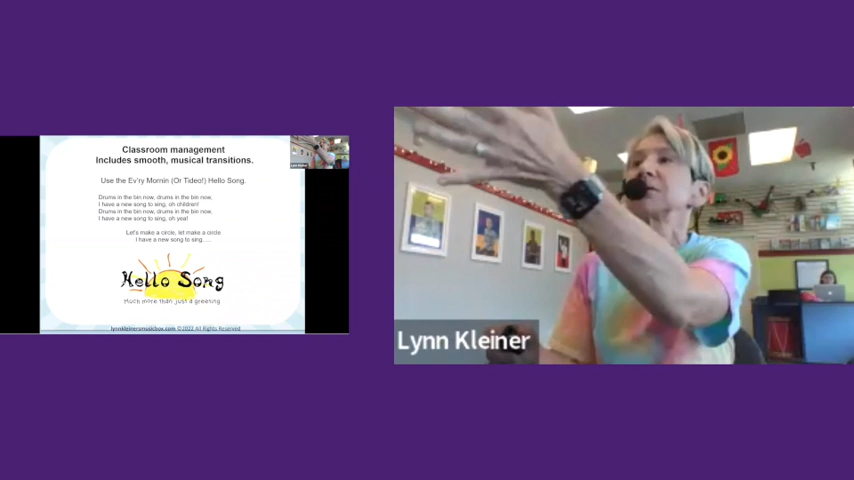 Classroom management
includes smooth, musical transitions.
Use the Ev'ry Mornin (Or Tideo!) Hello Song.
Drums in the bin now, drums in the bin now,
I have a new song to sing, oh children!
Drums in the bin now, drums in the bin now,
I have a new song to sing, oh yea!
Let's make a circle, let make a circle
I have a new song to sing.....
Hello Song
Much more than just a greeting
lynnkleinersmusicbox.com ©2022 All Rights Reserved
Lynn Kleiner